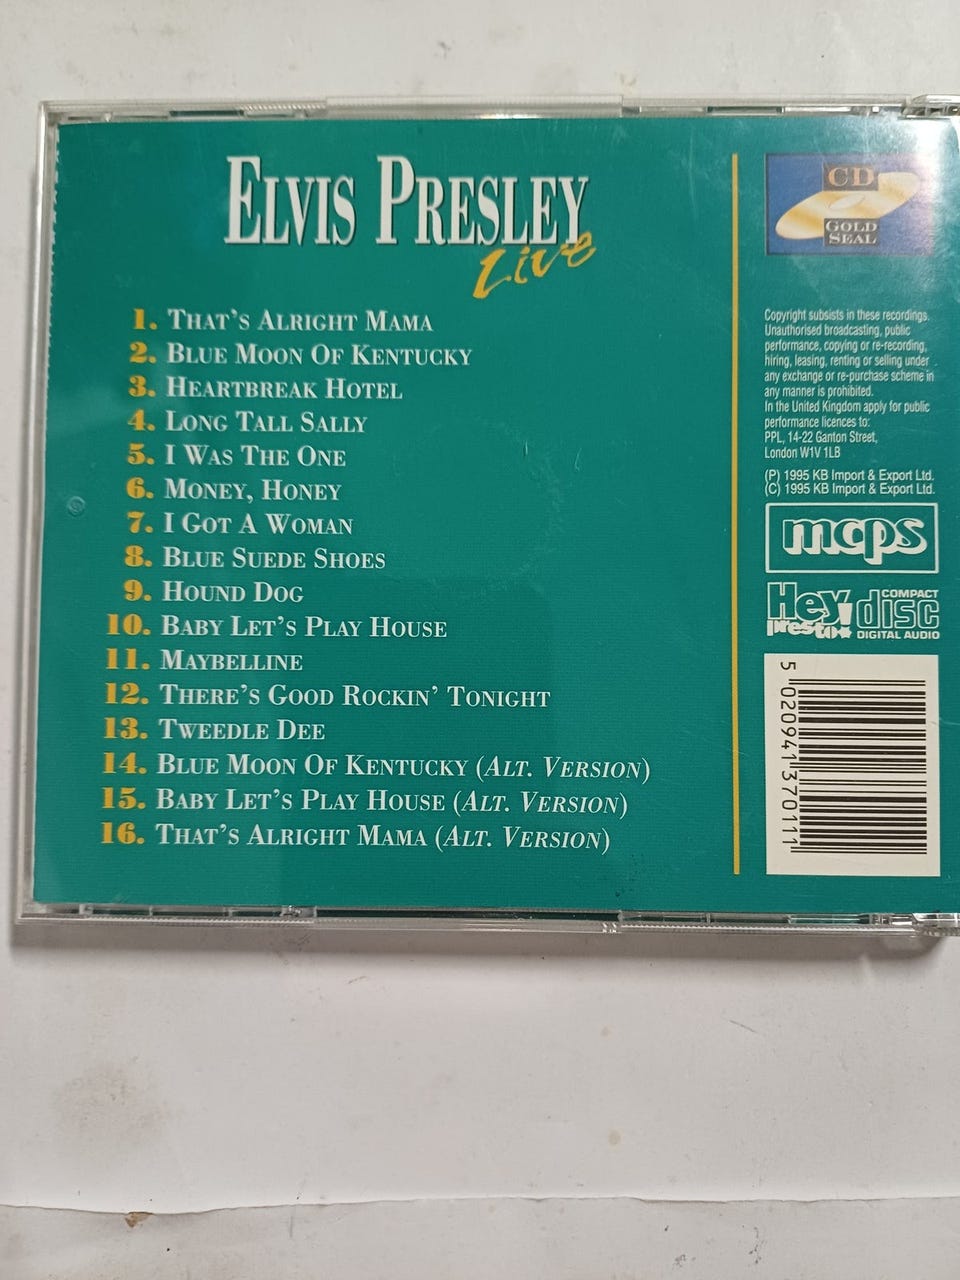 ELVIS PRESLEY
Live
1. THAT'S ALRIGHT MAMA
2. BLUE MOON OF KENTUCKY
3. HEARTBREAK HOTEL
4. LONG TALL SALLY
5. I WAS THE ONE
6. MONEY, HONEY
7. I GOT A WOMAN
8. BLUE SUEDE SHOES
9. HOUND DOG
10. BABY LET'S PLAY HOUSE
11. MAYBELLINE
12. THERE'S GOOD ROCKIN' TONIGHT
13. TWEEDLE DEE
14. BLUE MOON OF KENTUCKY (ALT. VERSION)
15. BABY LET'S PLAY HOUSE (ALT. VERSION)
16. THAT'S ALRIGHT MAMA (ALT. VERSION)
CD
GOLD
SEAL
Copyright subsists in these recordings.
Unauthorised broadcasting, public
performance, copying or re-recording,
hiring, leasing, renting or selling under
any exchange or re-purchase scheme in
any manner is prohibited.
In the United Kingdom apply for public
performance licences to:
PPL, 14-22 Ganton Street,
London W1V 1LB
(P) 1995 KB Import & Export Ltd.
(C) 1995 KB Import & Export Ltd.
mcps
Hey
presto!
COMPACT
disc
DIGITAL AUDIO
5 020941 370111